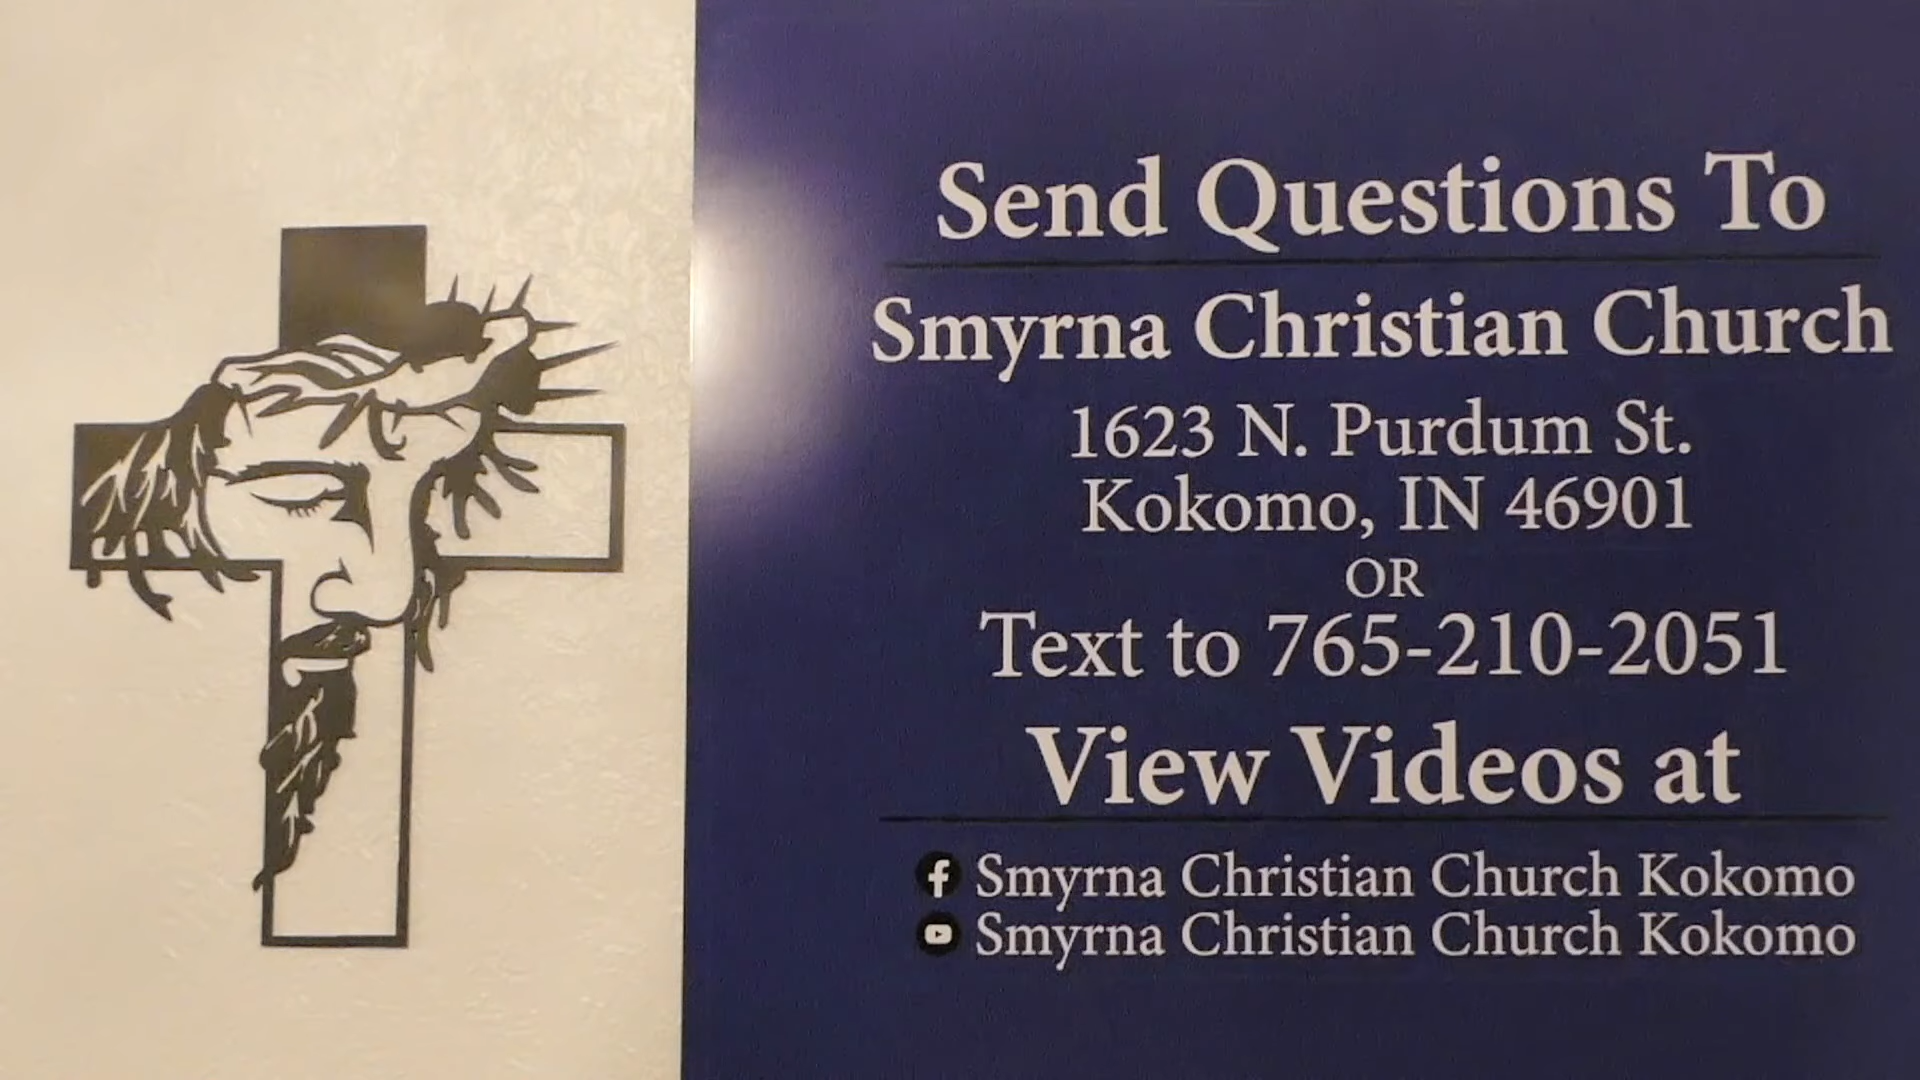 Send Questions To
Smyrna Christian Church
1623 N. Purdum St.
Kokomo, IN 46901
OR
Text to 765-210-2051
View Videos at
Smyrna Christian Church Kokomo
Smyrna Christian Church Kokomo